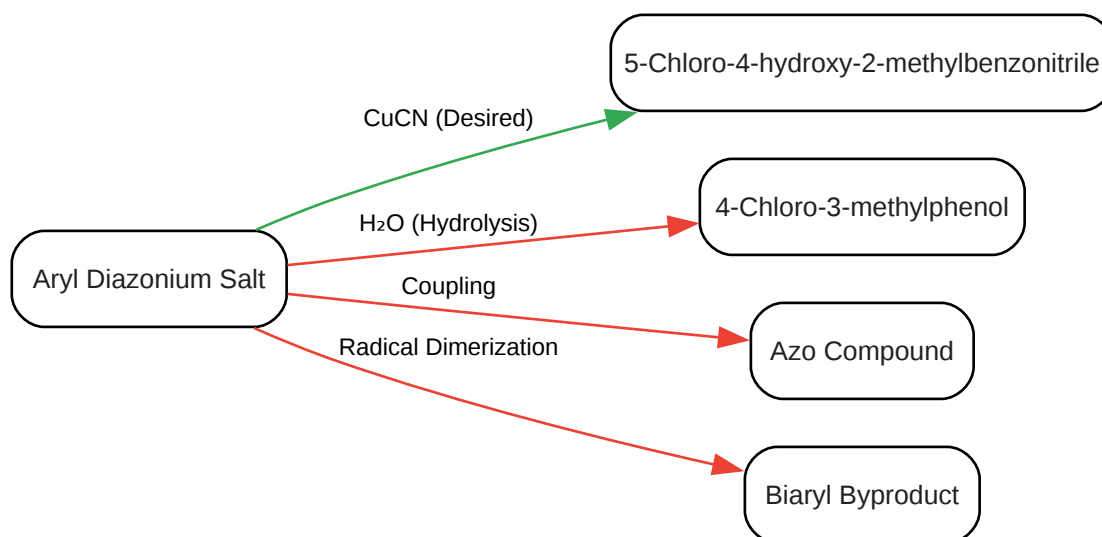 5-Chloro-4-hydroxy-2-methylbenzonitrile
CuCN (Desired)
4-Chloro-3-methylphenol
H₂O (Hydrolysis)
Aryl Diazonium Salt
Coupling
Azo Compound
Radical Dimerization
Biaryl Byproduct